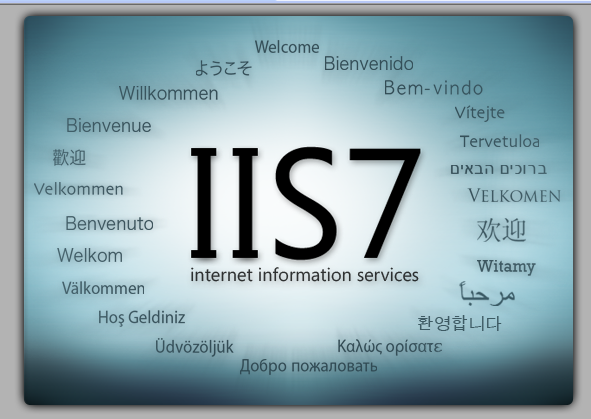 Welcome
Bienvenido
ようこそ
Bem-vindo
Willkommen
Vítejte
Bienvenue
Tervetuloa
歡迎
ברוכים הבאים
Velkommen
VELKOMEN
IIS7
internet information services
Benvenuto
欢迎
Welkom
Witamy
Välkommen
مرحباً
Hoş Geldiniz
환영합니다
Üdvözöljük
Καλώς ορίσατε
Добро пожаловать